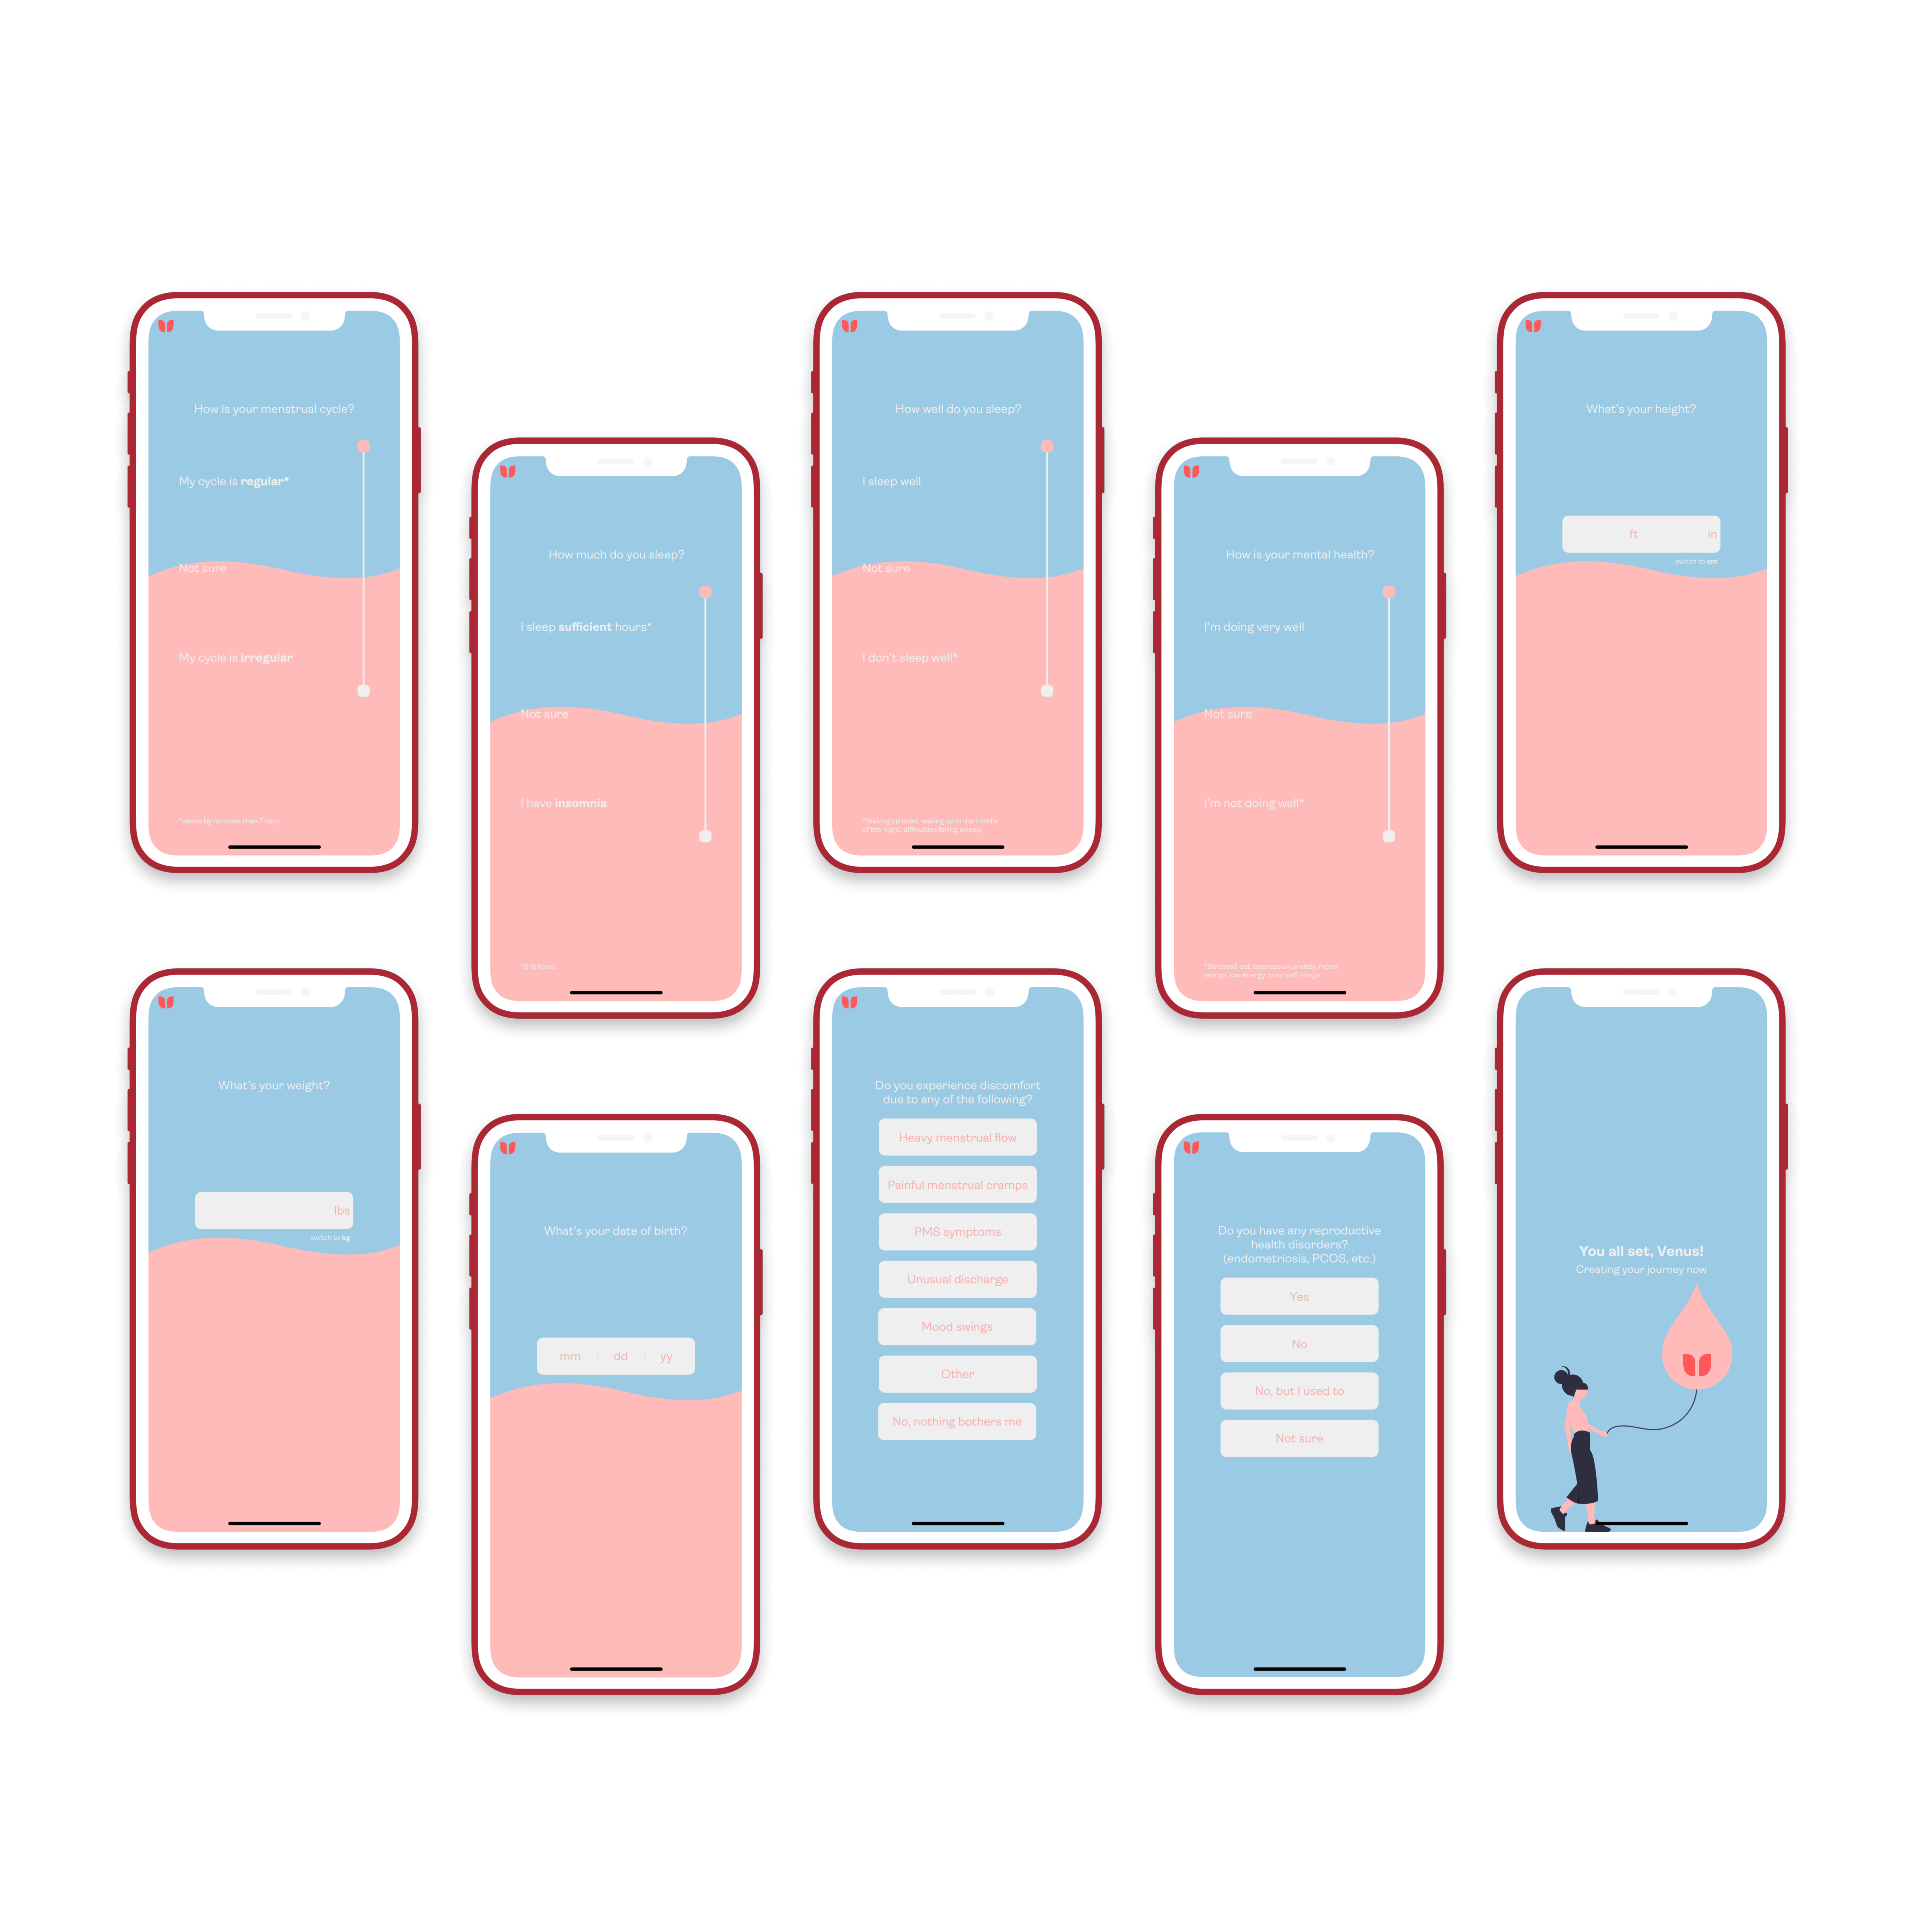 How is your menstrual cycle?
My cycle is regular*
Not sure
My cycle is irregular
*varies by no more than 7 days
How much do you sleep?
I sleep sufficient hours*
Not sure
I have insomnia
*6-8 hours
How well do you sleep?
I sleep well
Not sure
I don't sleep well*
*Waking up tired, waking up in the middle
of the night, difficulties falling asleep.
How is your mental health?
I'm doing very well
Not sure
I'm not doing well*
*Stressed out, depression, anxiety, mood
swings, low energy, poor self-image
What's your height?
ft in
switch to cm
What's your weight?
lbs
switch to kg
What's your date of birth?
mm / dd / yy
Do you experience discomfort
due to any of the following?
Heavy menstrual flow
Painful menstrual cramps
PMS symptoms
Unusual discharge
Mood swings
Other
No, nothing bothers me
Do you have any reproductive
health disorders?
(endometriosis, PCOS, etc.)
Yes
No
No, but I used to
Not sure
You all set, Venus!
Creating your journey now